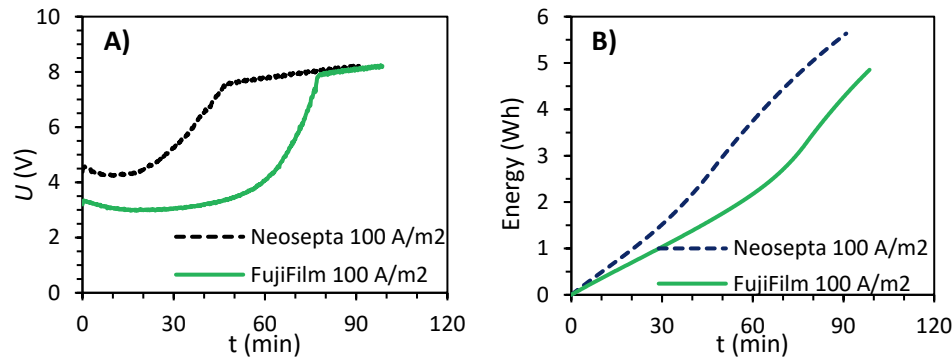 A)
10
8
6
4
2
0
U (V)
Neosepta 100 A/m2
FujiFilm 100 A/m2
0 30 60 90 120
t (min)
B)
6
5
4
3
2
1
0
Energy (Wh)
Neosepta 100 A/m2
FujiFilm 100 A/m2
0 30 60 90 120
t (min)